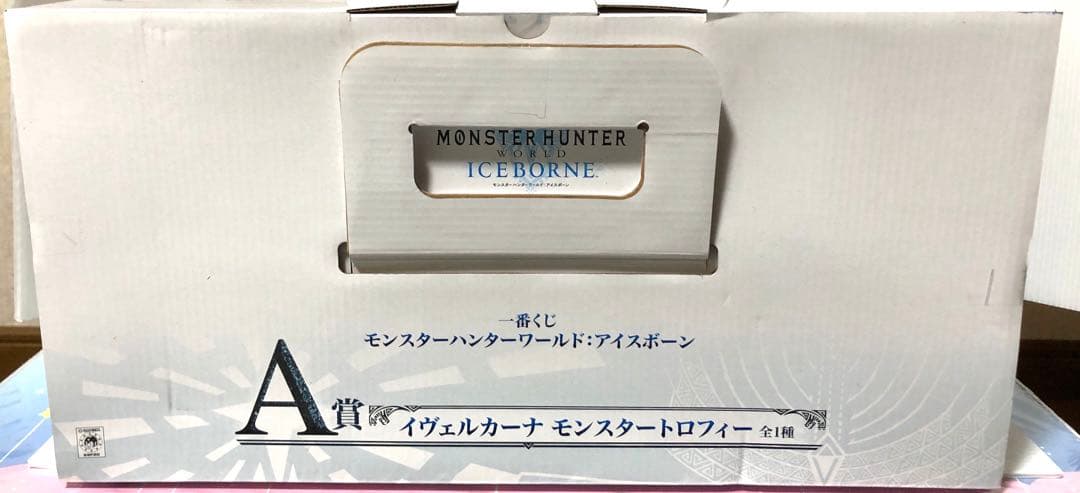 MONSTER HUNTER
WORLD
ICEBORNE
モンスターハンターワールド：アイスボーン
一番くじ
モンスターハンターワールド：アイスボーン
A賞
イヴェルカーナ モンスタートロフィー 全1種